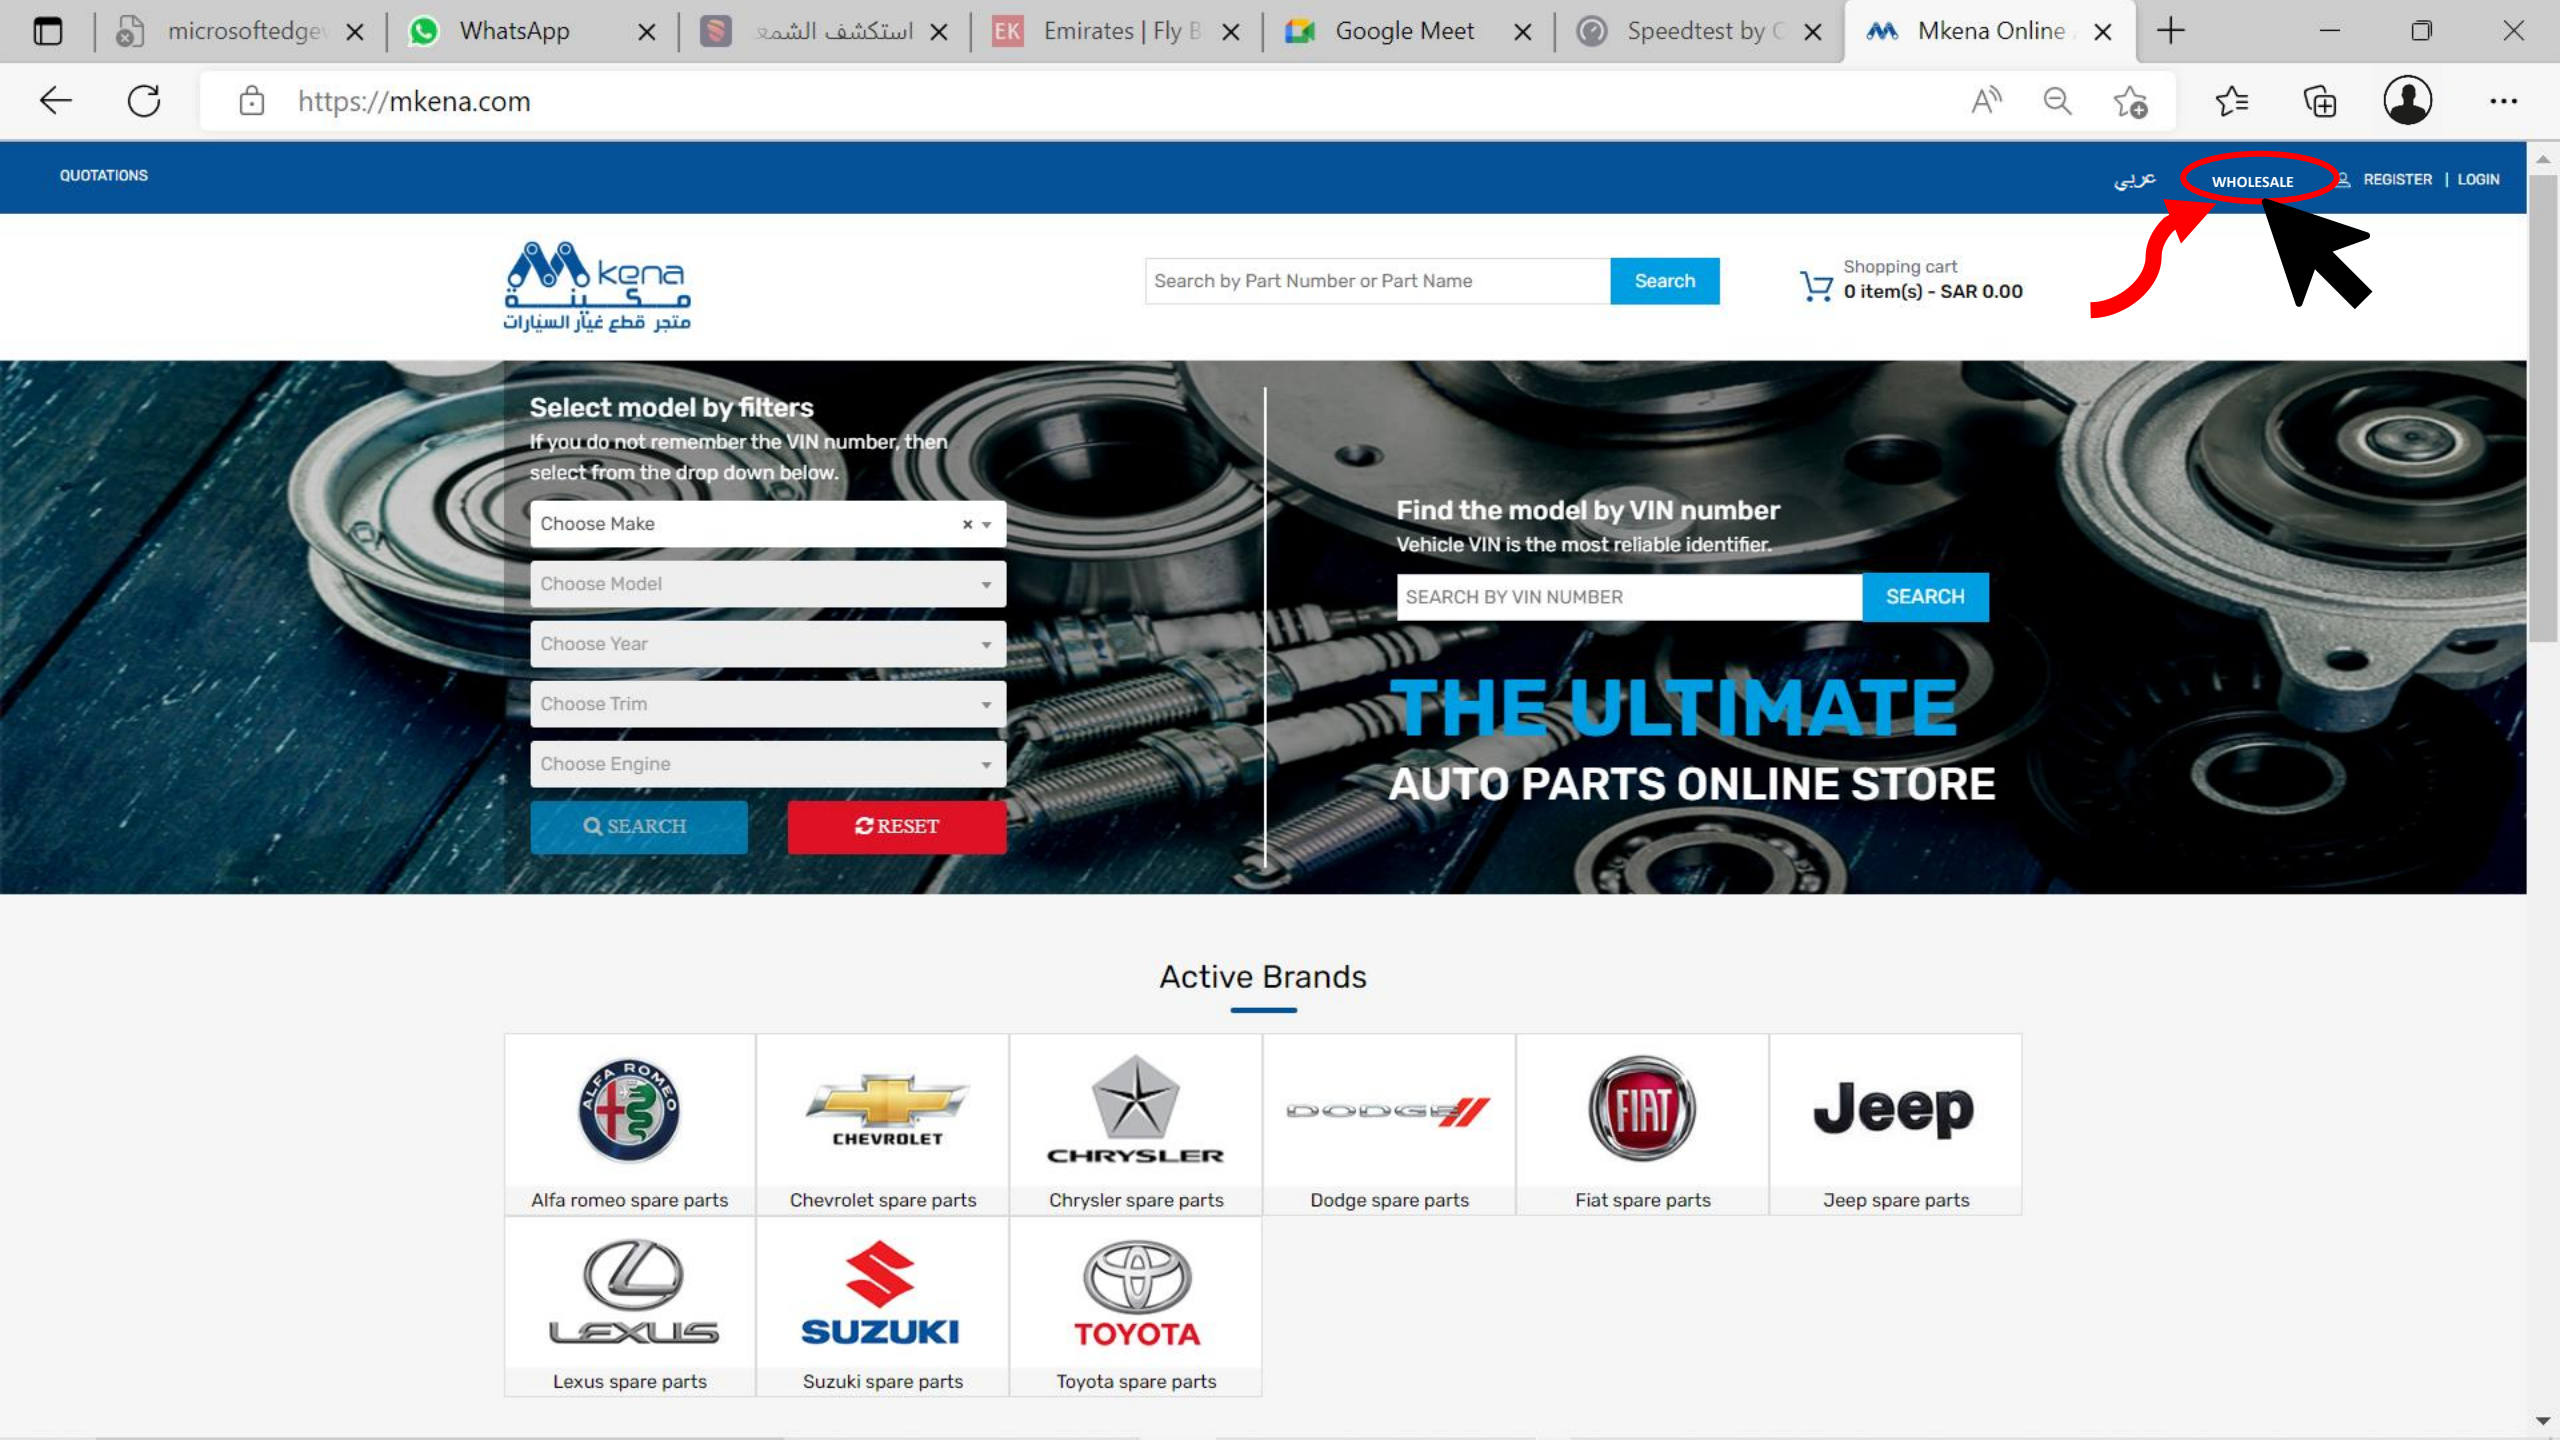 microsoftedge
WhatsApp
استكشف الشمع
EK Emirates | Fly B
Google Meet
Speedtest by
Mkena Online
https://mkena.com
QUOTATIONS
عربي
WHOLESALE
REGISTER | LOGIN
kena
مكينة
متجر قطع غيار السيارات
Search by Part Number or Part Name
Search
Shopping cart
0 item(s) - SAR 0.00
Select model by filters
If you do not remember the VIN number, then
select from the drop down below.
Choose Make
Choose Model
Choose Year
Choose Trim
Choose Engine
SEARCH
RESET
Find the model by VIN number
Vehicle VIN is the most reliable identifier.
SEARCH BY VIN NUMBER
SEARCH
THE ULTIMATE
AUTO PARTS ONLINE STORE
Active Brands
ALFA ROMEO
CHEVROLET
CHRYSLER
DODGE
FIAT
Jeep
Alfa romeo spare parts
Chevrolet spare parts
Chrysler spare parts
Dodge spare parts
Fiat spare parts
Jeep spare parts
LEXUS
SUZUKI
TOYOTA
Lexus spare parts
Suzuki spare parts
Toyota spare parts